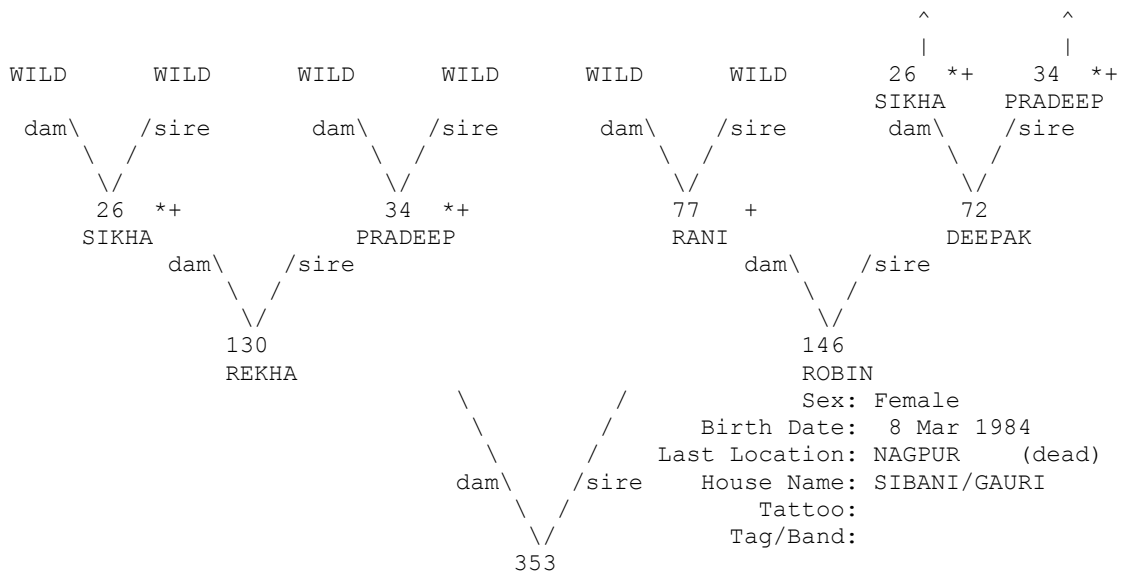 ^ ^
| |
WILD WILD WILD WILD WILD WILD 26 *+ 34 *+
SIKHA PRADEEP
dam\ /sire dam\ /sire dam\ /sire dam\ /sire
\ / \ / \ / \ /
\/ \/ \/ \/
26 *+ 34 *+ 77 + 72
SIKHA PRADEEP RANI DEEPAK
dam\ /sire dam\ /sire
\ / \ /
\/ \/
130 146
REKHA ROBIN
\ / Sex: Female
\ / Birth Date: 8 Mar 1984
\ / Last Location: NAGPUR (dead)
dam\ /sire House Name: SIBANI/GAURI
\ / Tattoo:
\/ Tag/Band:
353